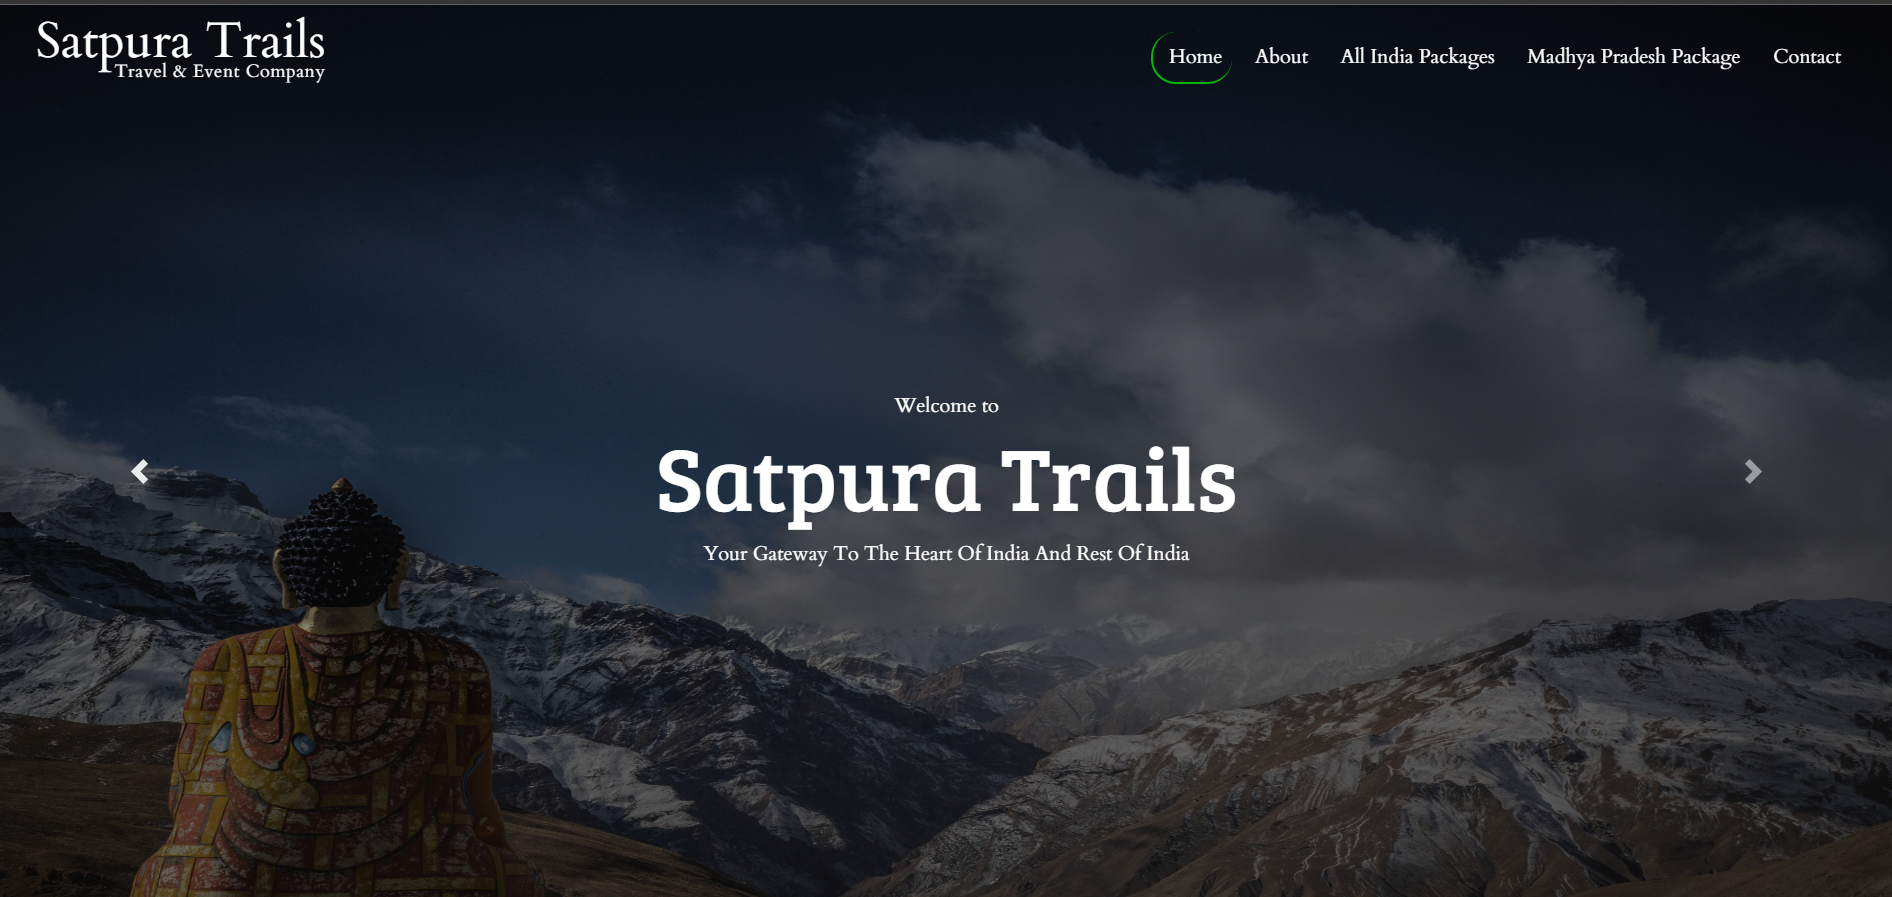 Satpura Trails
Travel & Event Company
Home About All India Packages Madhya Pradesh Package Contact
Welcome to
Satpura Trails
Your Gateway To The Heart Of India And Rest Of India